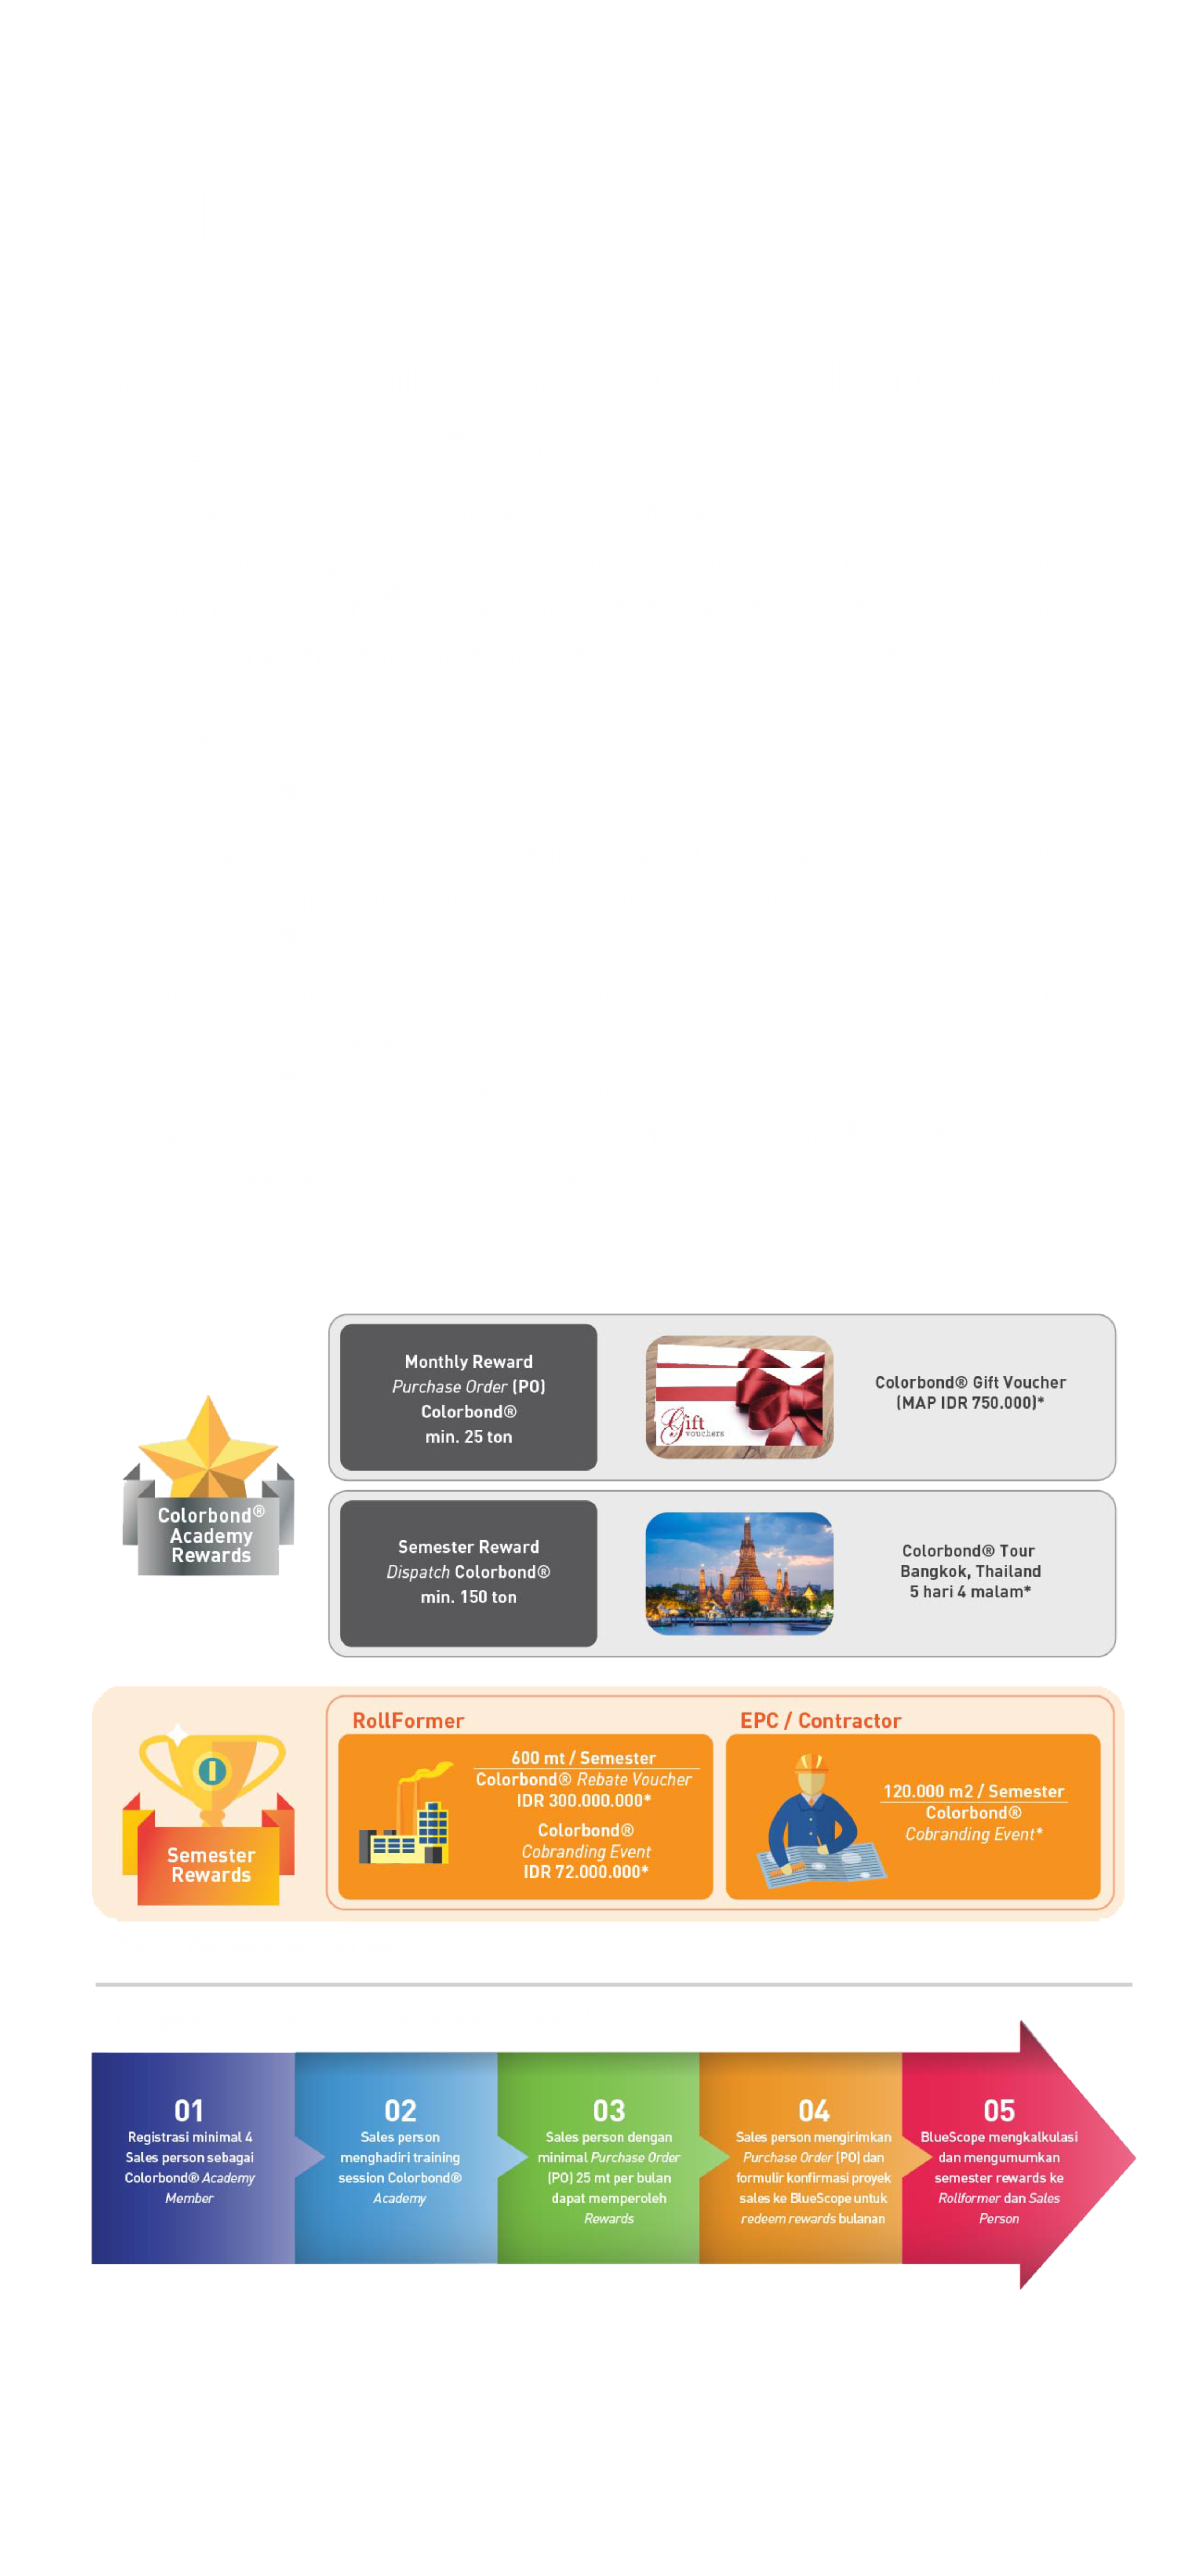 Monthly Reward
Purchase Order (PO)
Colorbond®
min. 25 ton
Gift
vouchers
Colorbond® Gift Voucher
(MAP IDR 750.000)*
Colorbond®
Academy
Rewards
Semester Reward
Dispatch Colorbond®
min. 150 ton
Colorbond® Tour
Bangkok, Thailand
5 hari 4 malam*
Semester
Rewards
RollFormer
600 mt / Semester
Colorbond® Rebate Voucher
IDR 300.000.000*
Colorbond®
Cobranding Event
IDR 72.000.000*
EPC / Contractor
120.000 m2 / Semester
Colorbond®
Cobranding Event*
01
Registrasi minimal 4
Sales person sebagai
Colorbond® Academy
Member
02
Sales person
menghadiri training
session Colorbond®
Academy
03
Sales person dengan
minimal Purchase Order
(PO) 25 mt per bulan
dapat memperoleh
Rewards
04
Sales person mengirimkan
Purchase Order (PO) dan
formulir konfirmasi proyek
sales ke BlueScope untuk
redeem rewards bulanan
05
BlueScope mengkalkulasi
dan mengumumkan
semester rewards ke
Rollformer dan Sales
Person